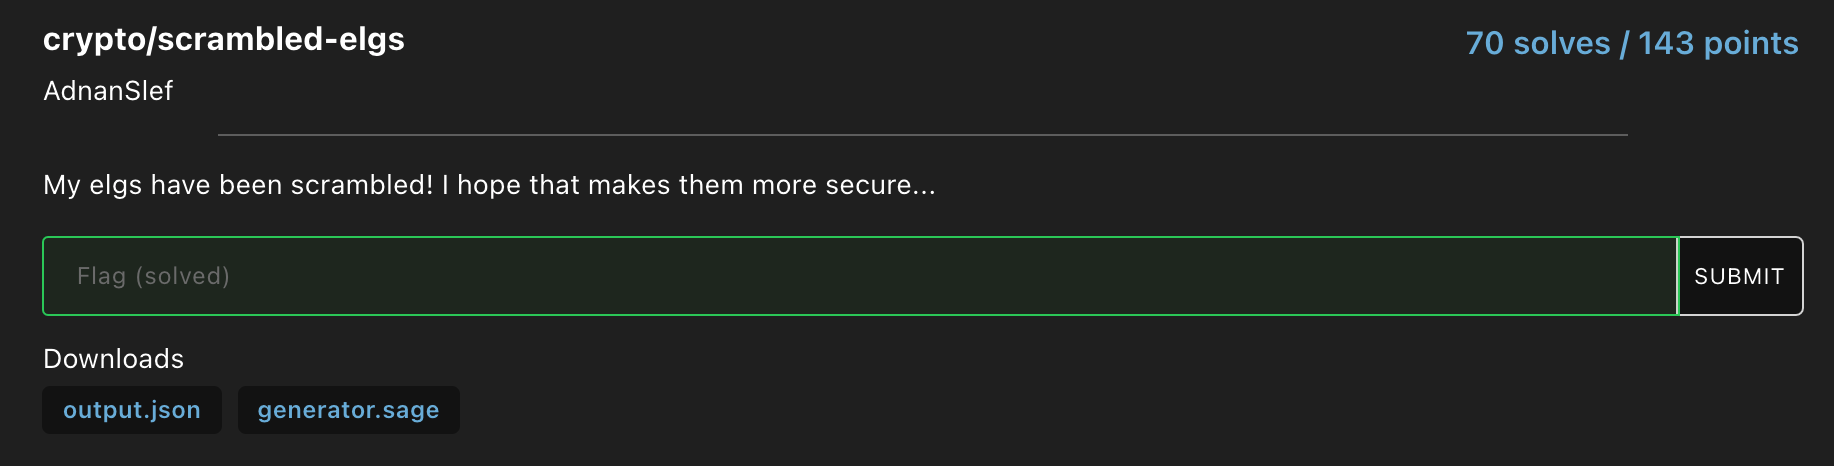 crypto/scrambled-elgs
70 solves / 143 points
AdnanSlef
My elgs have been scrambled! I hope that makes them more secure...
Flag (solved)
SUBMIT
Downloads
output.json
generator.sage